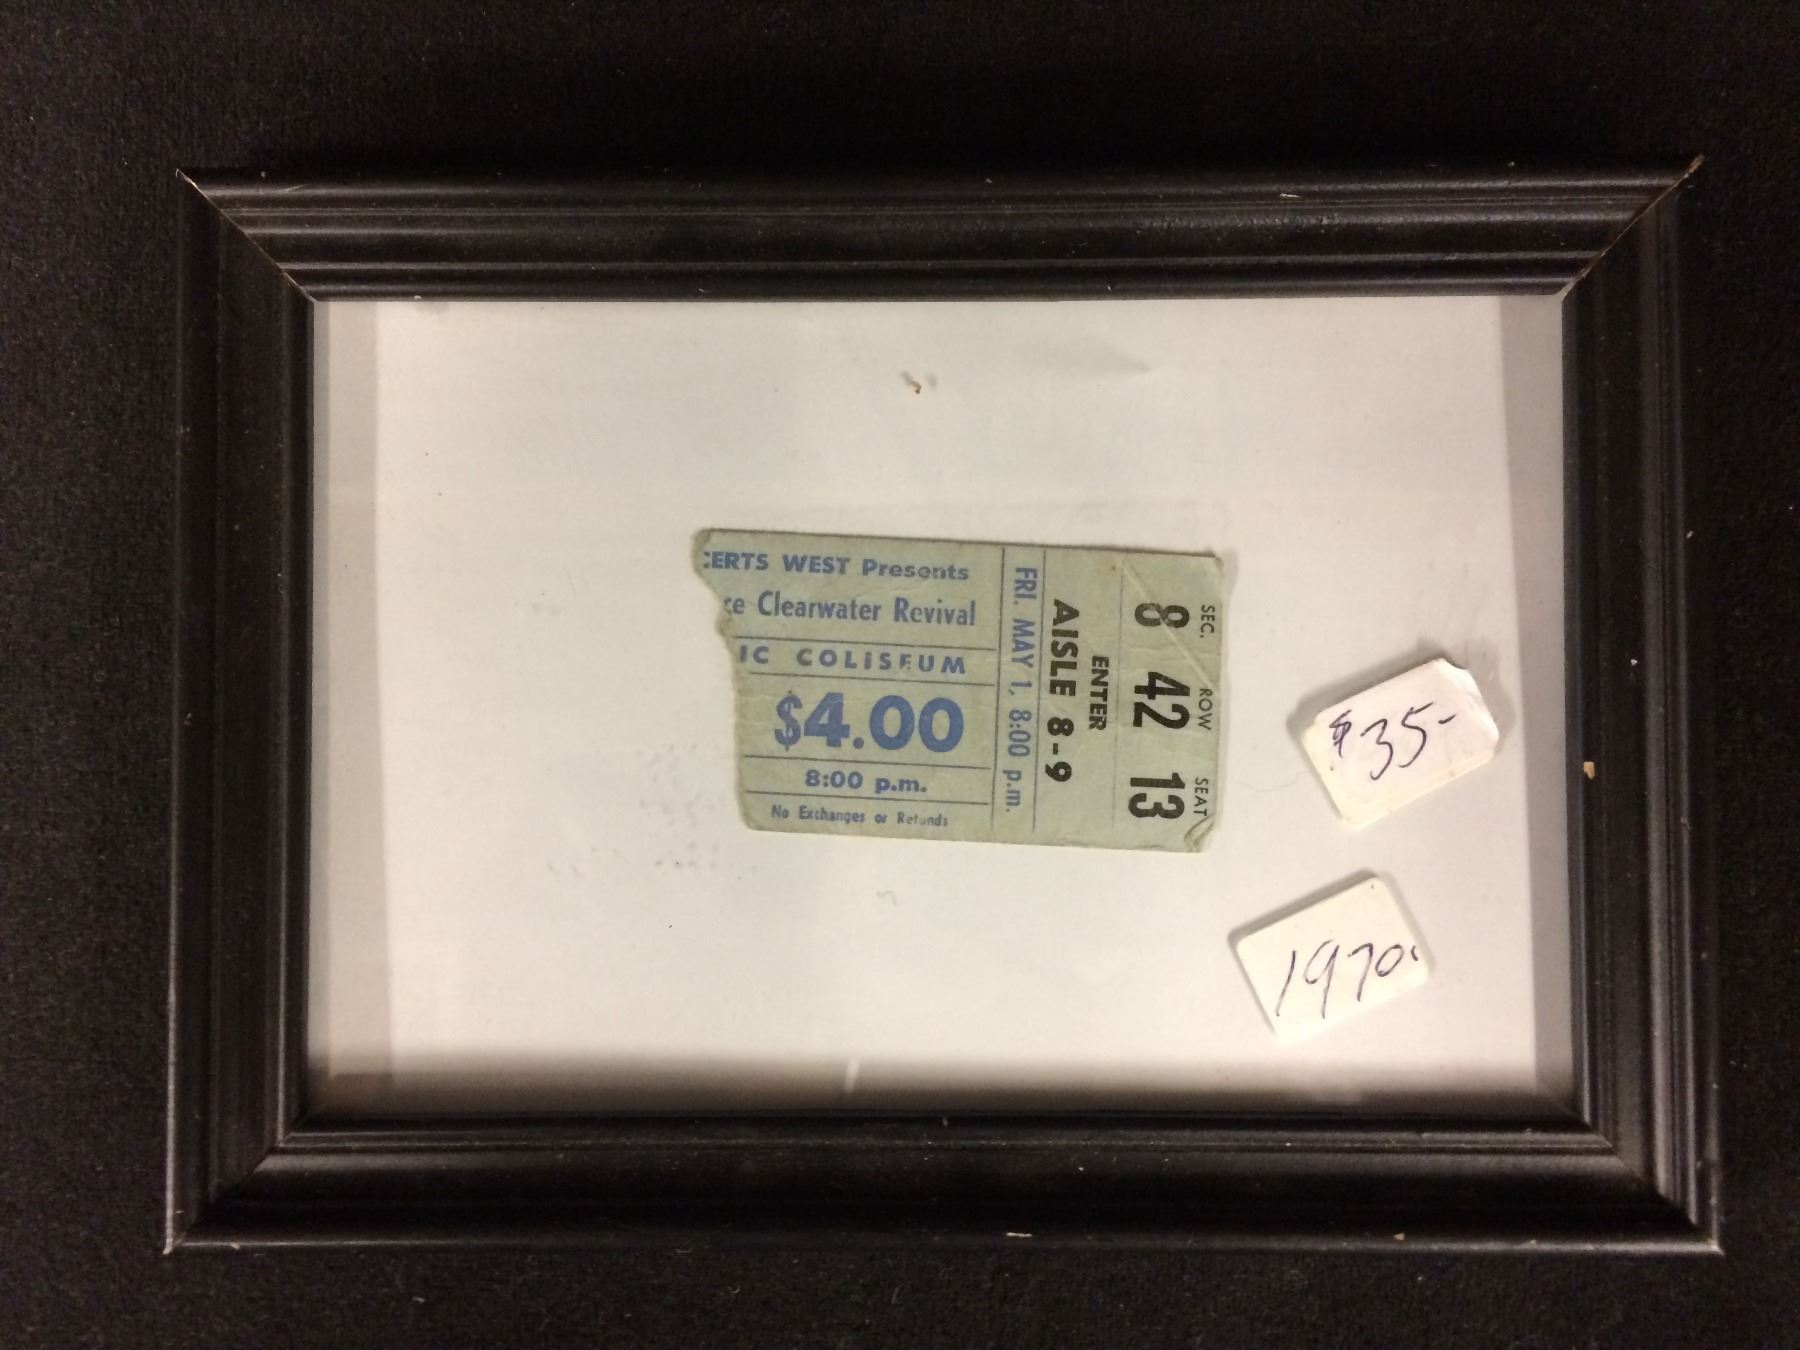 CERTS WEST Presents
ce Clearwater Revival
IC COLISEUM
$4.00
8:00 p.m.
No Exchanges or Refunds
FRI. MAY 1, 8:00 p.m.
ENTER
AISLE 8-9
SEC. ROW SEAT
8 42 13
$35-
1970.